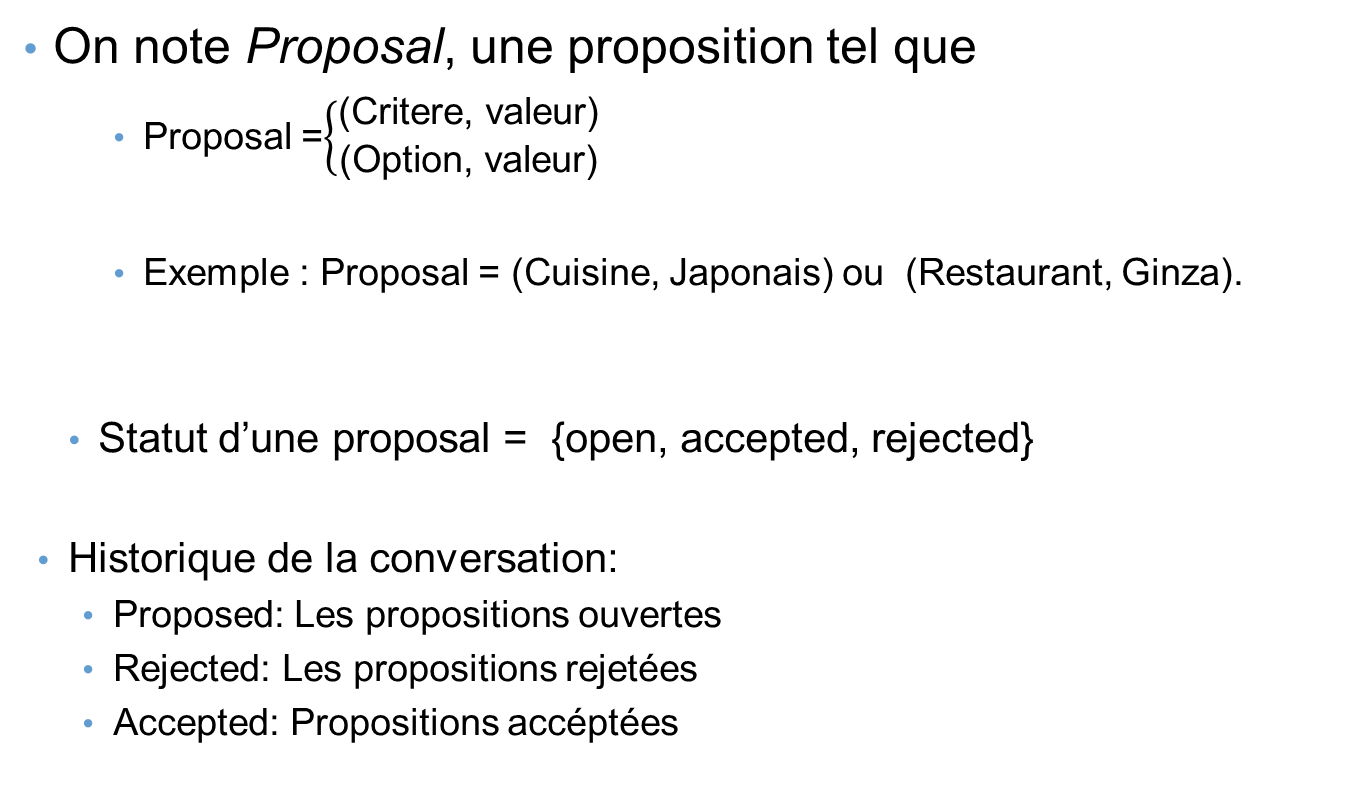 • On note Proposal, une proposition tel que
• Proposal ={(Critere, valeur)
(Option, valeur)
• Exemple : Proposal = (Cuisine, Japonais) ou (Restaurant, Ginza).
• Statut d’une proposal = {open, accepted, rejected}
• Historique de la conversation:
• Proposed: Les propositions ouvertes
• Rejected: Les propositions rejetées
• Accepted: Propositions accéptées